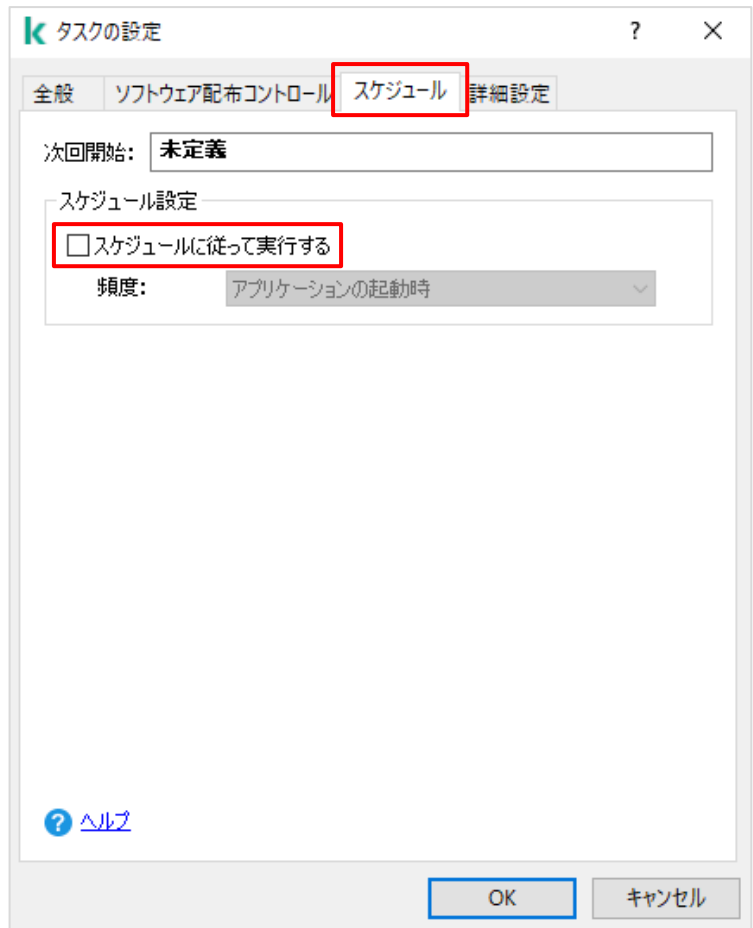 タスクの設定
全般 ソフトウェア配布コントロール スケジュール 詳細設定
次回開始: 未定義
スケジュール設定
スケジュールに従って実行する
頻度: アプリケーションの起動時
? ヘルプ
OK キャンセル